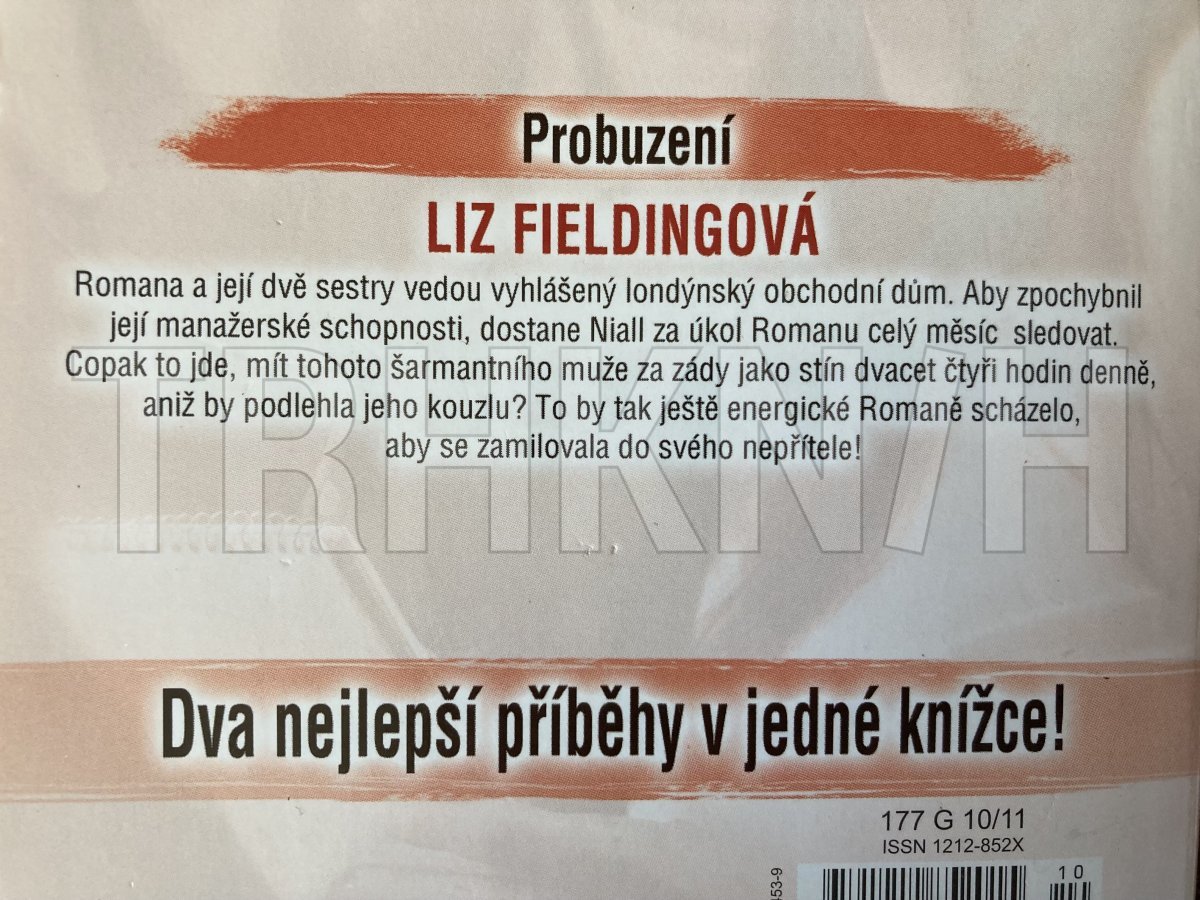 Probuzení
LIZ FIELDINGOVÁ
Romana a její dvě sestry vedou vyhlášený londýnský obchodní dům. Aby zpochybnil
její manažerské schopnosti, dostane Niall za úkol Romanu celý měsíc sledovat.
Copak to jde, mít tohoto šarmantního muže za zády jako stín dvacet čtyři hodin denně,
aniž by podlehla jeho kouzlu? To by tak ještě energické Romaně scházelo,
aby se zamilovala do svého nepřítele!
TRHKN/H
Dva nejlepší příběhy v jedné knížce!
177 G 10/11
ISSN 1212-852X
453-9
10